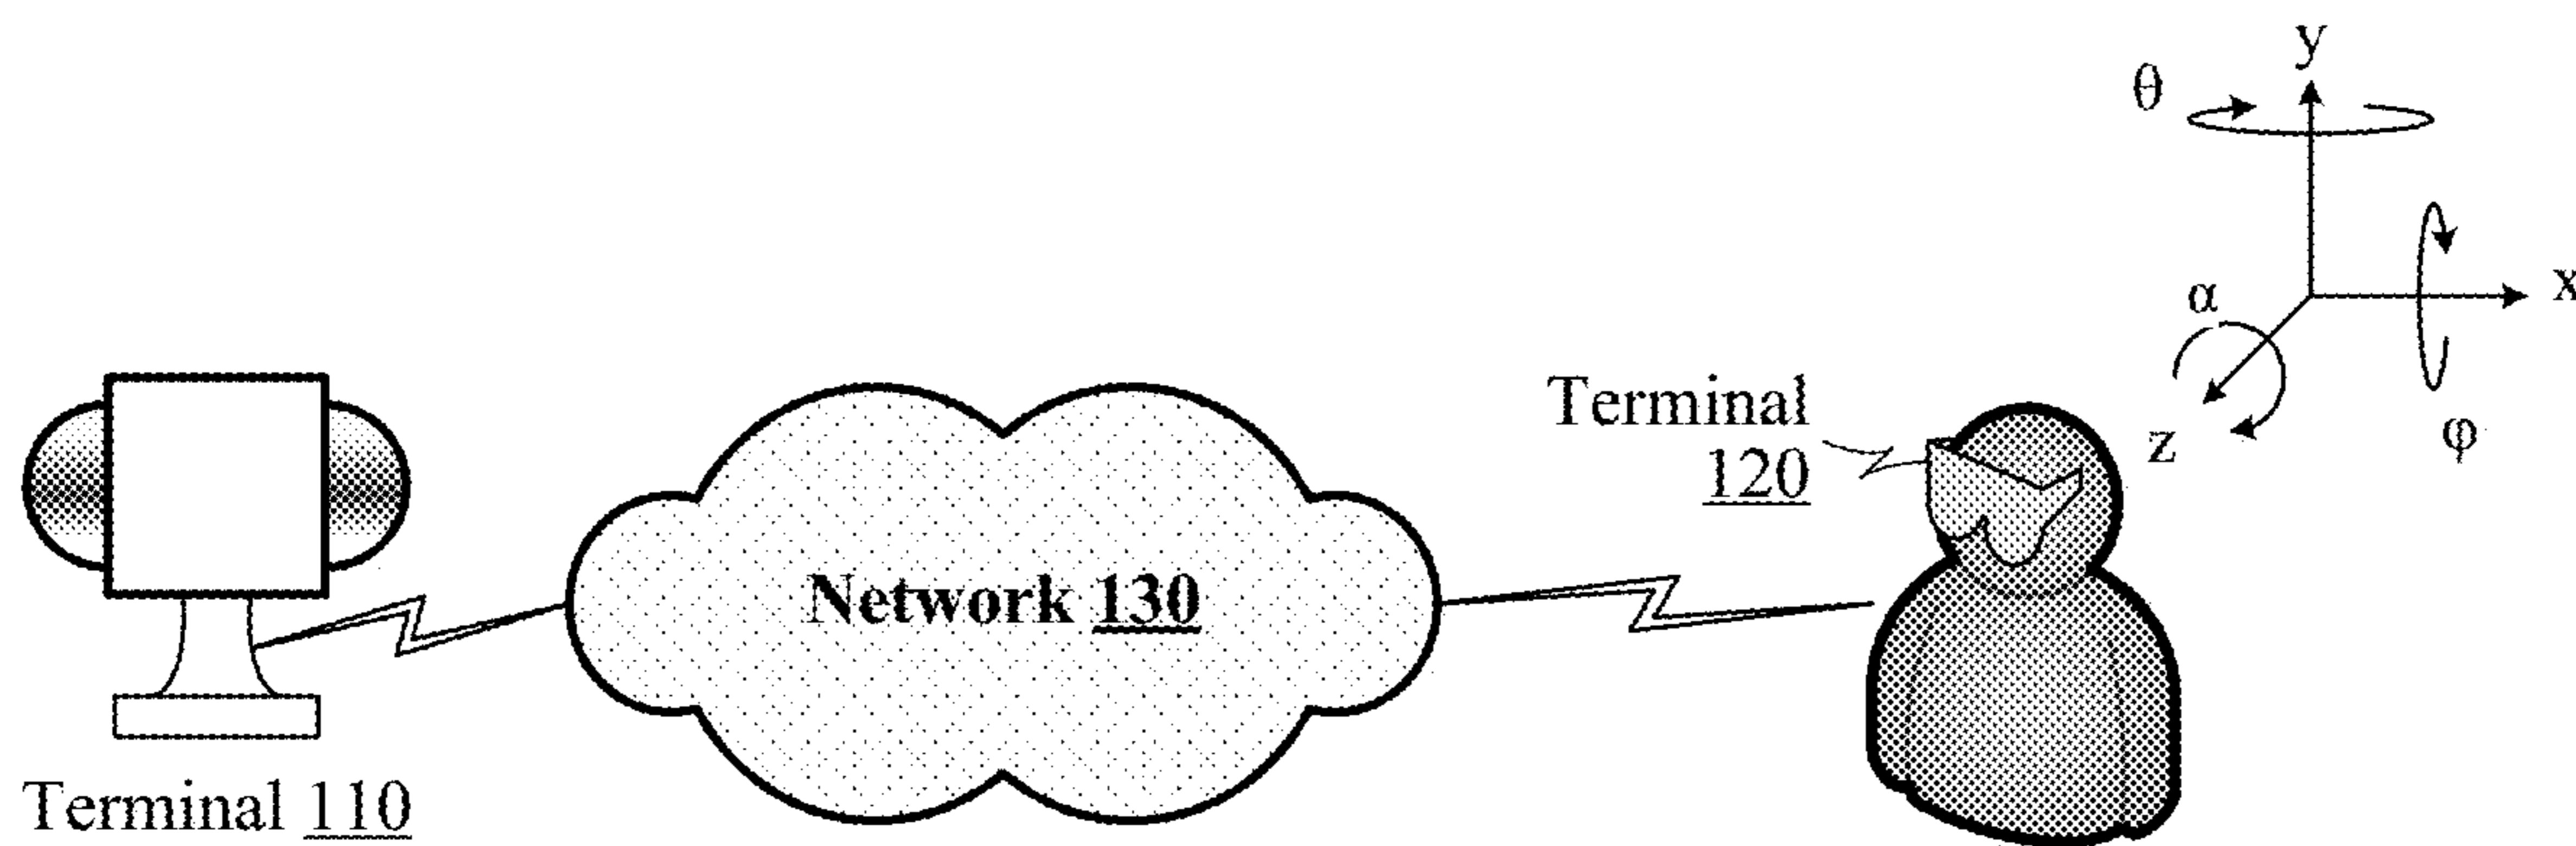 y
θ
x
α
z
φ
Terminal
120
Network 130
Terminal 110